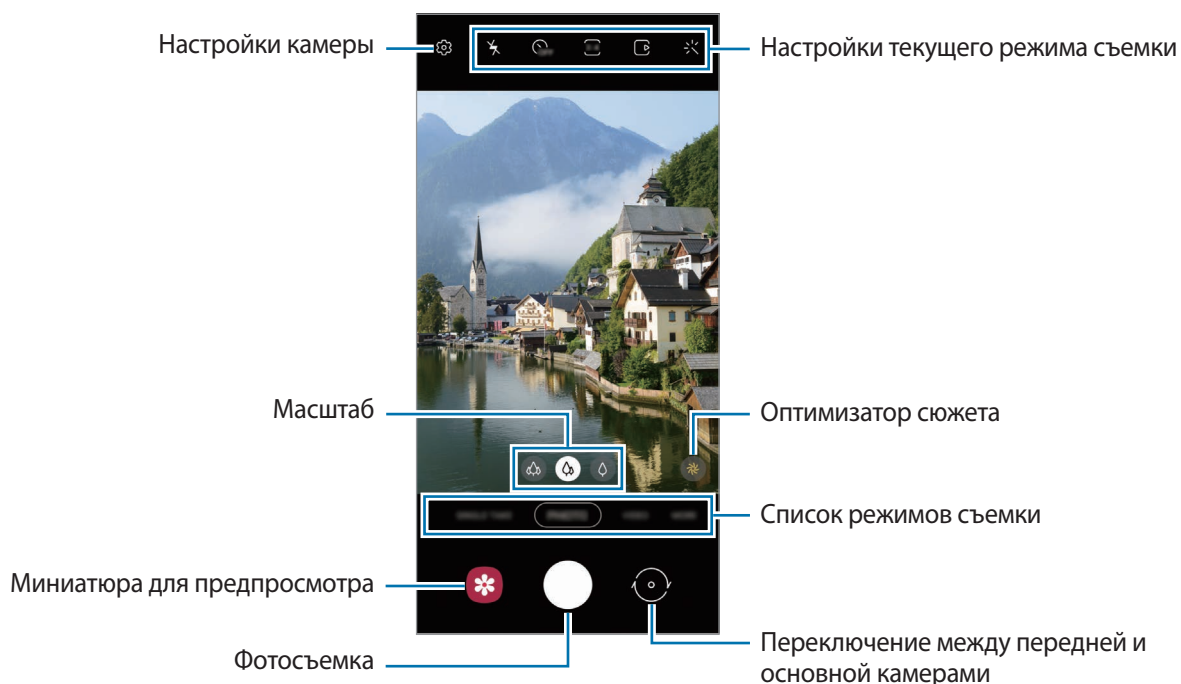 Настройки камеры
Настройки текущего режима съемки
Масштаб
Оптимизатор сюжета
Список режимов съемки
Миниатюра для предпросмотра
Фотосъемка
Переключение между передней и
основной камерами